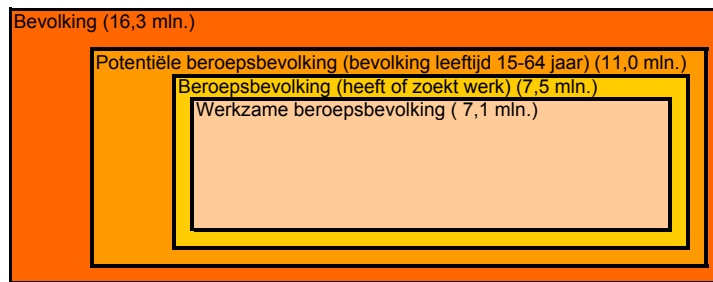 Bevolking (16,3 mln.)
Potentiële beroepsbevolking (bevolking leeftijd 15-64 jaar) (11,0 mln.)
Beroepsbevolking (heeft of zoekt werk) (7,5 mln.)
Werkzame beroepsbevolking ( 7,1 mln.)